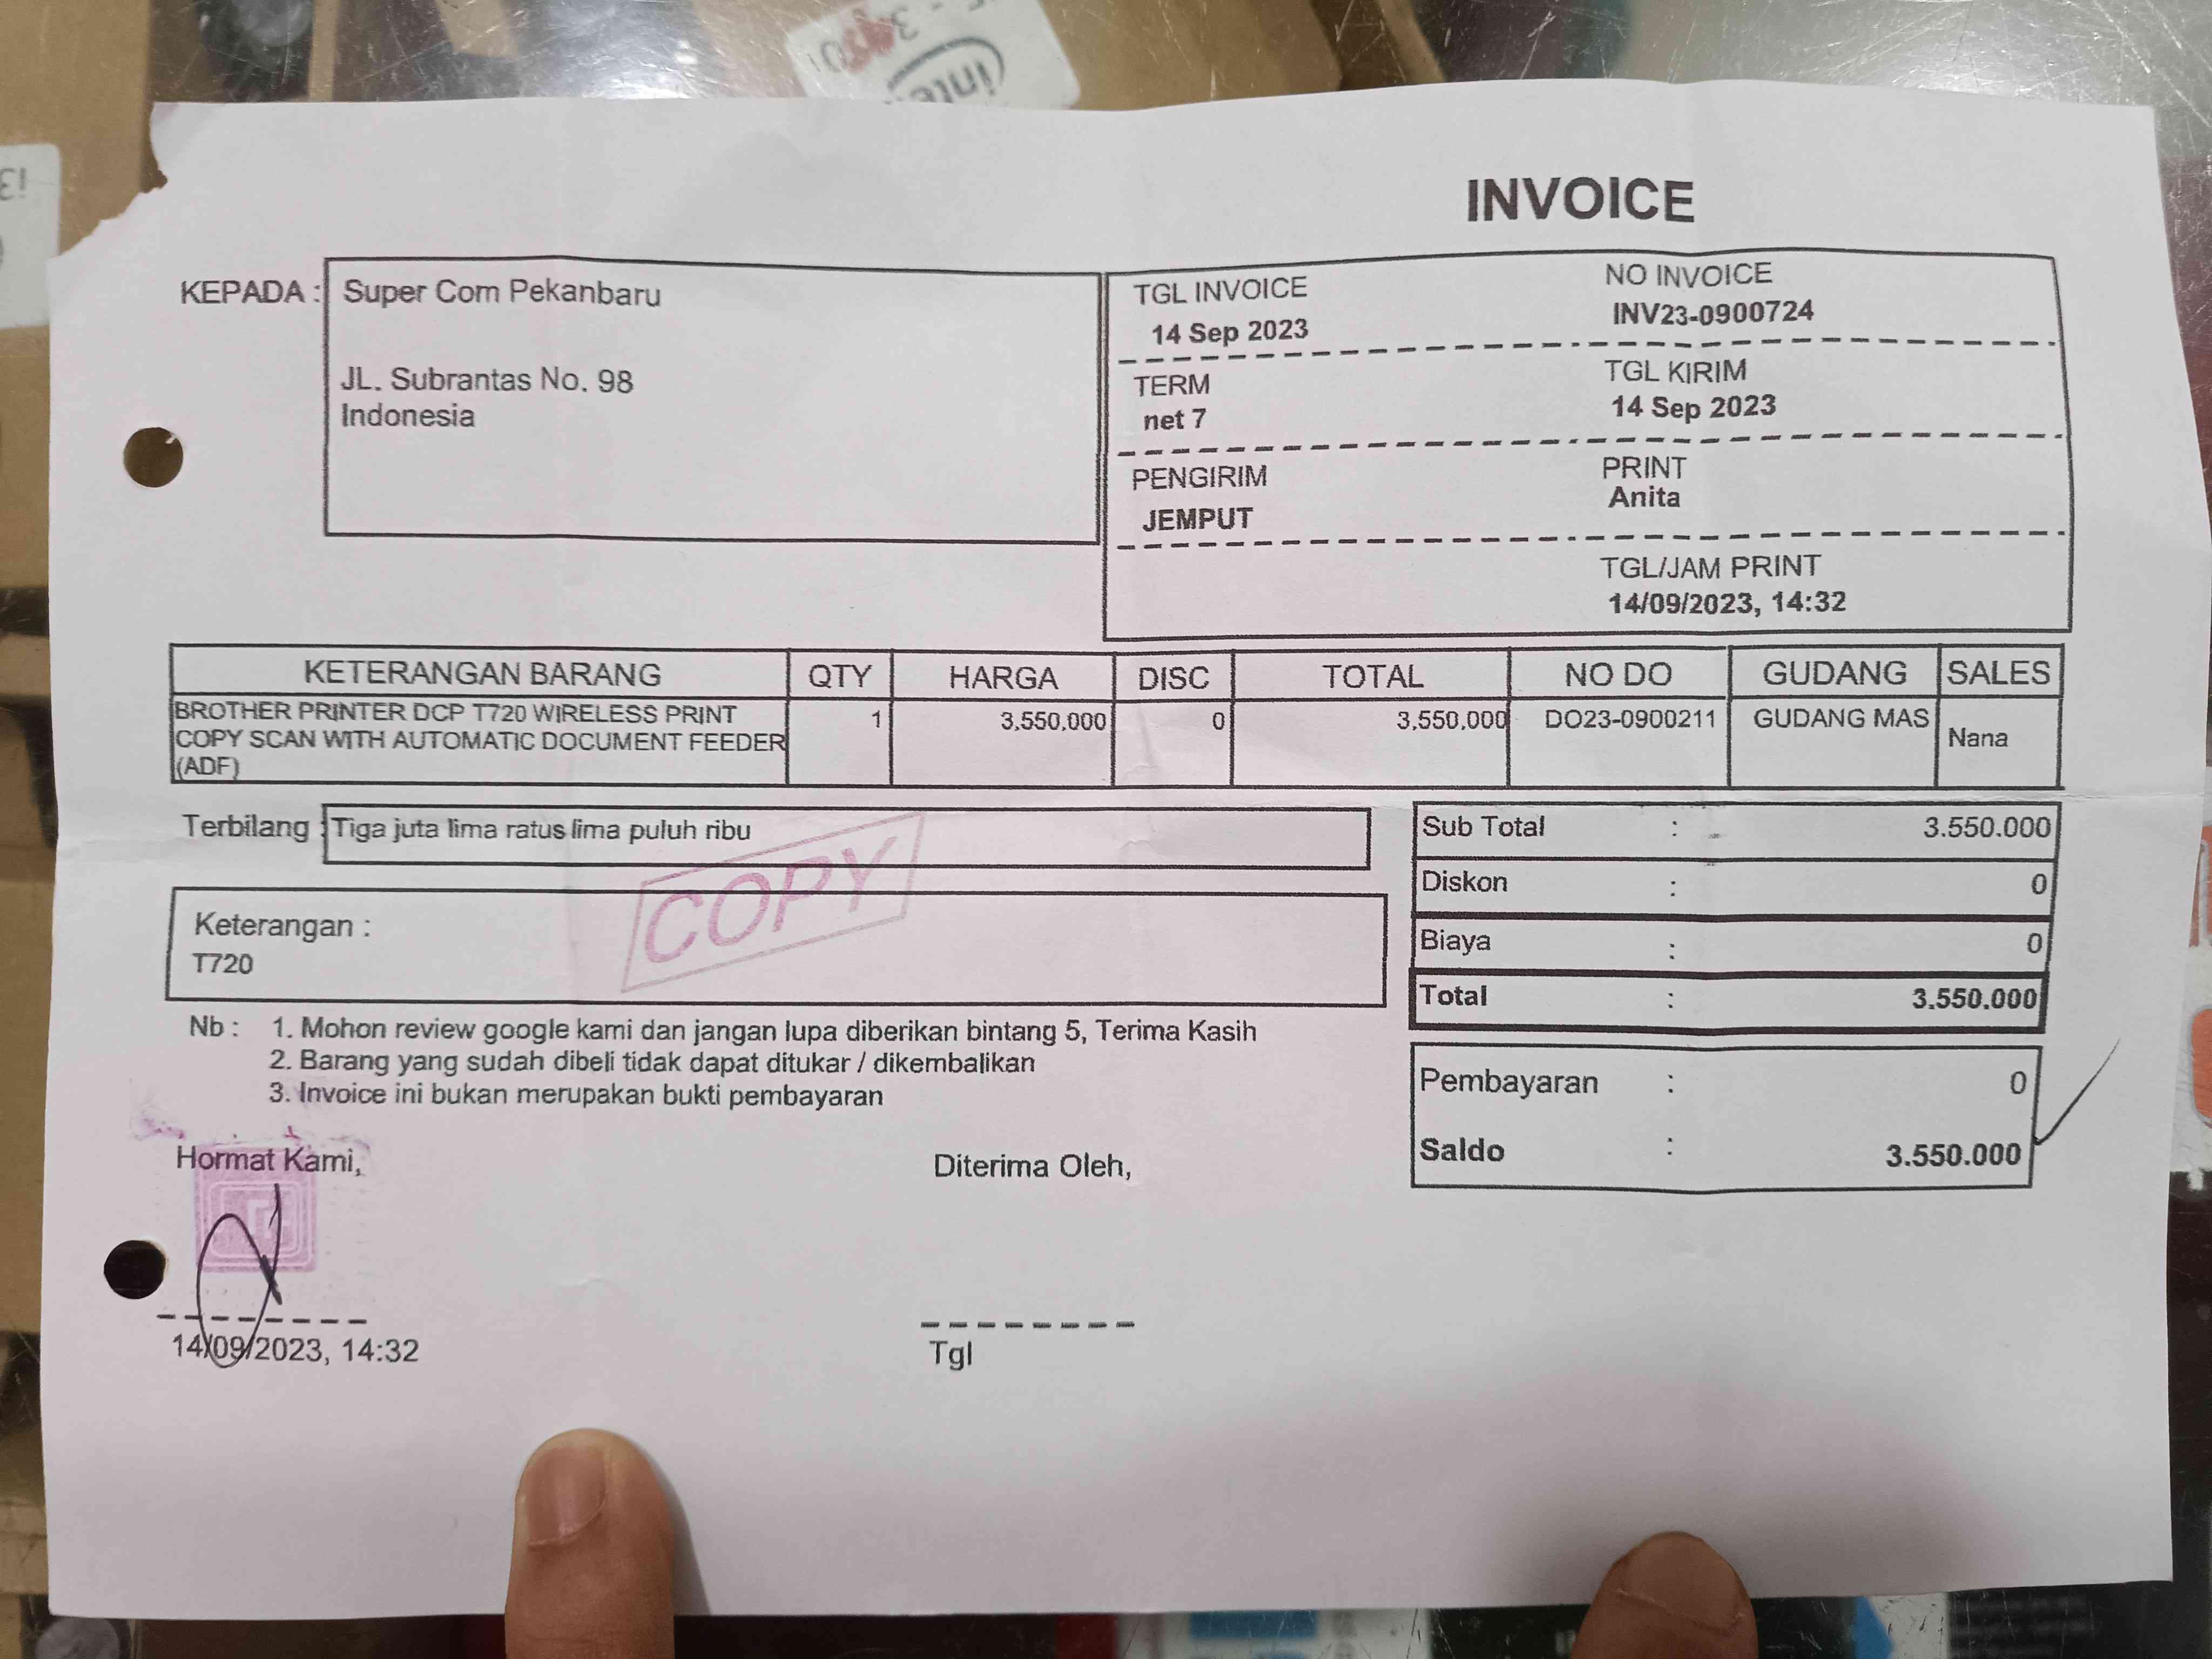 intel
INVOICE
KEPADA : Super Com Pekanbaru
JL. Subrantas No. 98
Indonesia
TGL INVOICE
14 Sep 2023
NO INVOICE
INV23-0900724
TERM
net 7
TGL KIRIM
14 Sep 2023
PENGIRIM
JEMPUT
PRINT
Anita
TGL/JAM PRINT
14/09/2023, 14:32
KETERANGAN BARANG QTY HARGA DISC TOTAL NO DO GUDANG SALES
BROTHER PRINTER DCP T720 WIRELESS PRINT 1 3,550,000 0 3,550,000 DO23-0900211 GUDANG MAS Nana
COPY SCAN WITH AUTOMATIC DOCUMENT FEEDER
(ADF)
Terbilang : Tiga juta lima ratus lima puluh ribu
COPY
Keterangan :
T720
Sub Total : 3.550.000
Diskon : 0
Biaya : 0
Total : 3.550.000
Nb : 1. Mohon review google kami dan jangan lupa diberikan bintang 5, Terima Kasih
2. Barang yang sudah dibeli tidak dapat ditukar / dikembalikan
3. Invoice ini bukan merupakan bukti pembayaran
Pembayaran : 0
Saldo : 3.550.000
Hormat Kami,
Diterima Oleh,
14/09/2023, 14:32
Tgl